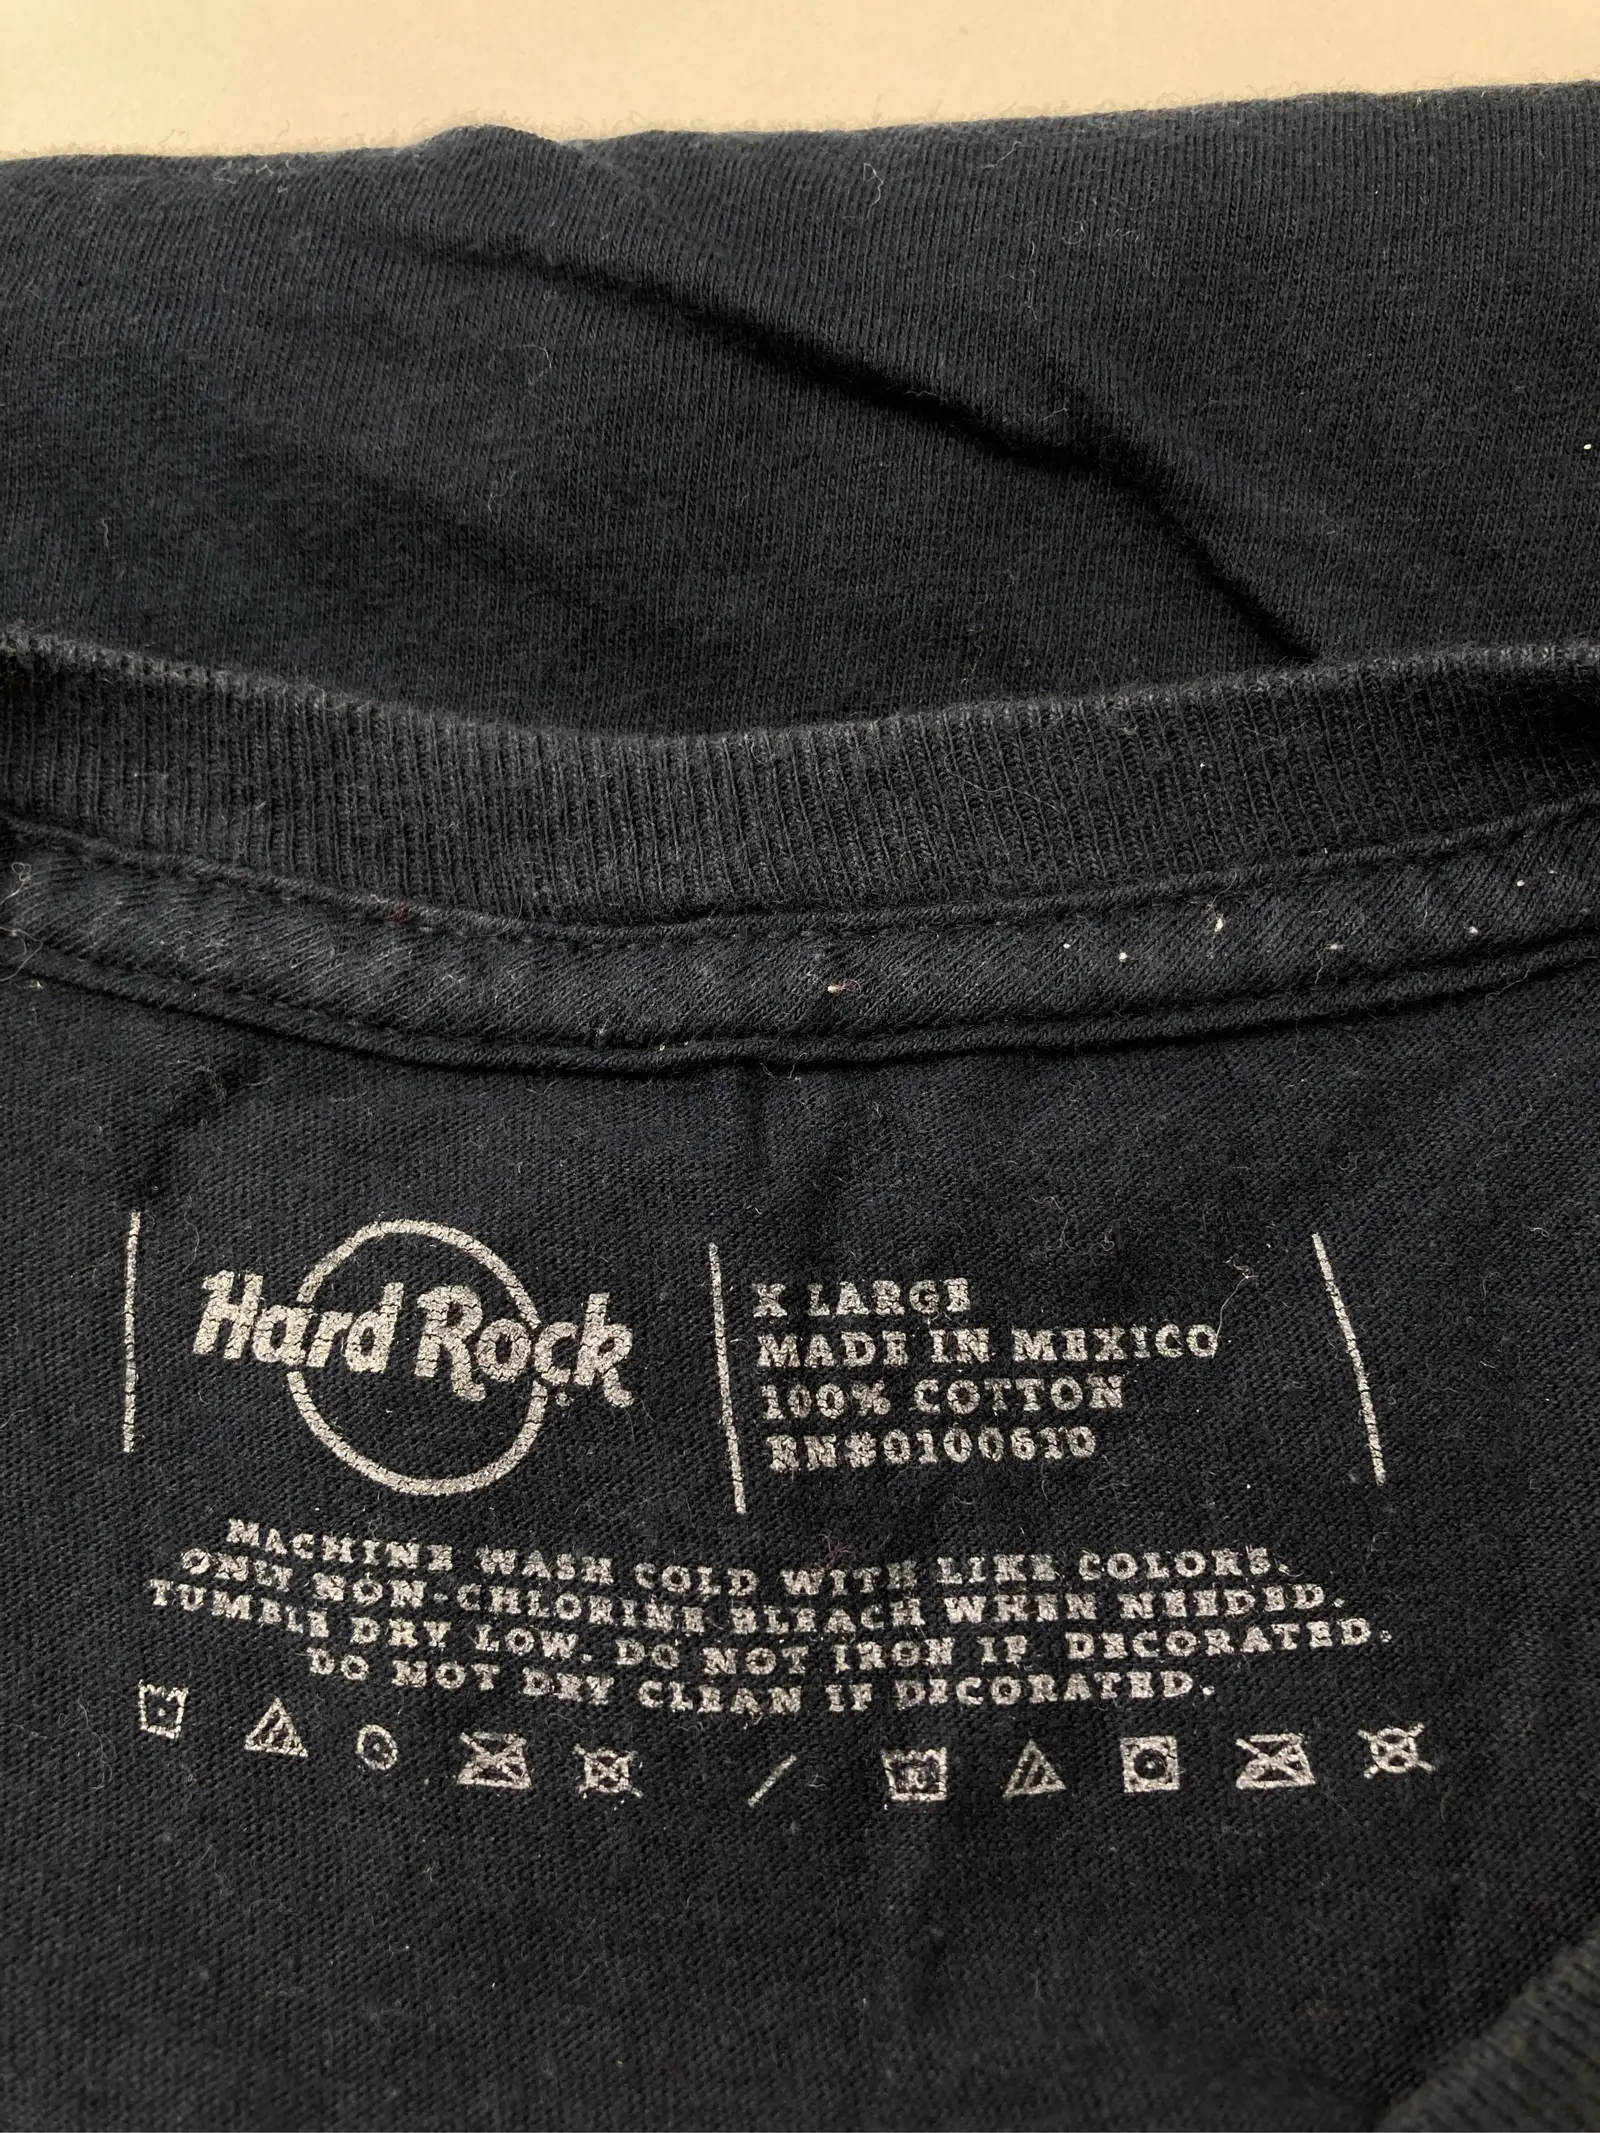 Hard Rock
®
X LARGE
MADE IN MEXICO
100% COTTON
RN#0100610
MACHINE WASH COLD WITH LIKE COLORS.
ONLY NON-CHLORINE BLEACH WHEN NEEDED.
TUMBLE DRY LOW. DO NOT IRON IF DECORATED.
DO NOT DRY CLEAN IF DECORATED.
/